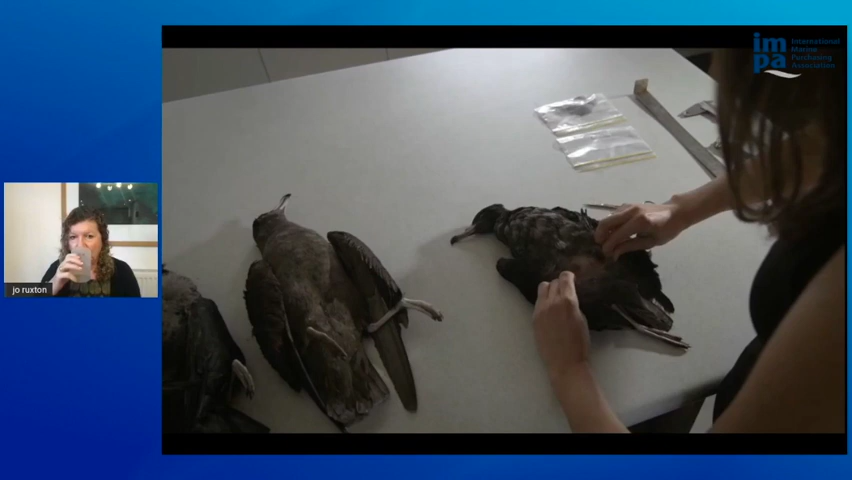 impa
International
Marine
Purchasing
Association
jo ruxton